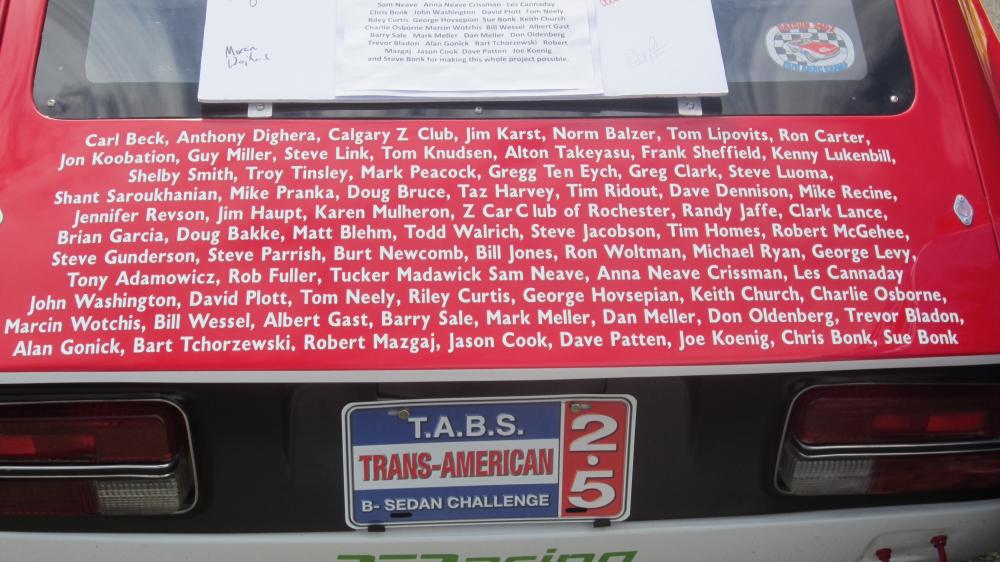 Sam Neave Anna Neave Crissman Les Cannaday
Chris Bonk John Washington David Plott Tom Neely
Riley Curtis George Hovsepian Sue Bonk Keith Church
Charlie Osborne Marcin Wotchis Bill Wessel Albert Gast
Barry Sale Mark Meller Dan Meller Don Oldenberg
Trevor Bladon Alan Gonick Bart Tchorzewski Robert
Mazgaj Jason Cook Dave Patten Joe Koenig
and Steve Bonk for making this whole project possible.
DATSUN 240Z
Carl Beck, Anthony Dighera, Calgary Z Club, Jim Karst, Norm Balzer, Tom Lipovits, Ron Carter,
Jon Koobation, Guy Miller, Steve Link, Tom Knudsen, Alton Takeyasu, Frank Sheffield, Kenny Lukenbill,
Shelby Smith, Troy Tinsley, Mark Peacock, Gregg Ten Eych, Greg Clark, Steve Luoma,
Shant Saroukhanian, Mike Pranka, Doug Bruce, Taz Harvey, Tim Ridout, Dave Dennison, Mike Recine,
Jennifer Revson, Jim Haupt, Karen Mulheron, Z Car Club of Rochester, Randy Jaffe, Clark Lance,
Brian Garcia, Doug Bakke, Matt Blehm, Todd Walrich, Steve Jacobson, Tim Homes, Robert McGehee,
Steve Gunderson, Steve Parrish, Burt Newcomb, Bill Jones, Ron Woltman, Michael Ryan, George Levy,
Tony Adamowicz, Rob Fuller, Tucker Madawick Sam Neave, Anna Neave Crissman, Les Cannaday
John Washington, David Plott, Tom Neely, Riley Curtis, George Hovsepian, Keith Church, Charlie Osborne,
Marcin Wotchis, Bill Wessel, Albert Gast, Barry Sale, Mark Meller, Dan Meller, Don Oldenberg, Trevor Bladon,
Alan Gonick, Bart Tchorzewski, Robert Mazgaj, Jason Cook, Dave Patten, Joe Koenig, Chris Bonk, Sue Bonk
T.A.B.S.
TRANS-AMERICAN
B- SEDAN CHALLENGE
2.5